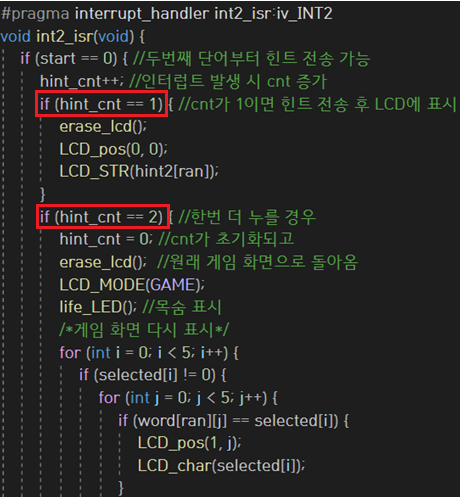 #pragma interrupt_handler int2_isr:iv_INT2
void int2_isr(void) {
if (start == 0) { //두번째 단어부터 힌트 전송 가능
hint_cnt++; //인터럽트 발생 시 cnt 증가
if (hint_cnt == 1) { //cnt가 1이면 힌트 전송 후 LCD에 표시
erase_lcd();
LCD_pos(0, 0);
LCD_STR(hint2[ran]);
}
if (hint_cnt == 2) { //한번 더 누를 경우
hint_cnt = 0; //cnt가 초기화되고
erase_lcd(); //원래 게임 화면으로 돌아옴
LCD_MODE(GAME);
life_LED(); //목숨 표시
/*게임 화면 다시 표시*/
for (int i = 0; i < 5; i++) {
if (selected[i] != 0) {
for (int j = 0; j < 5; j++) {
if (word[ran][j] == selected[i]) {
LCD_pos(1, j);
LCD_char(selected[i]);
}